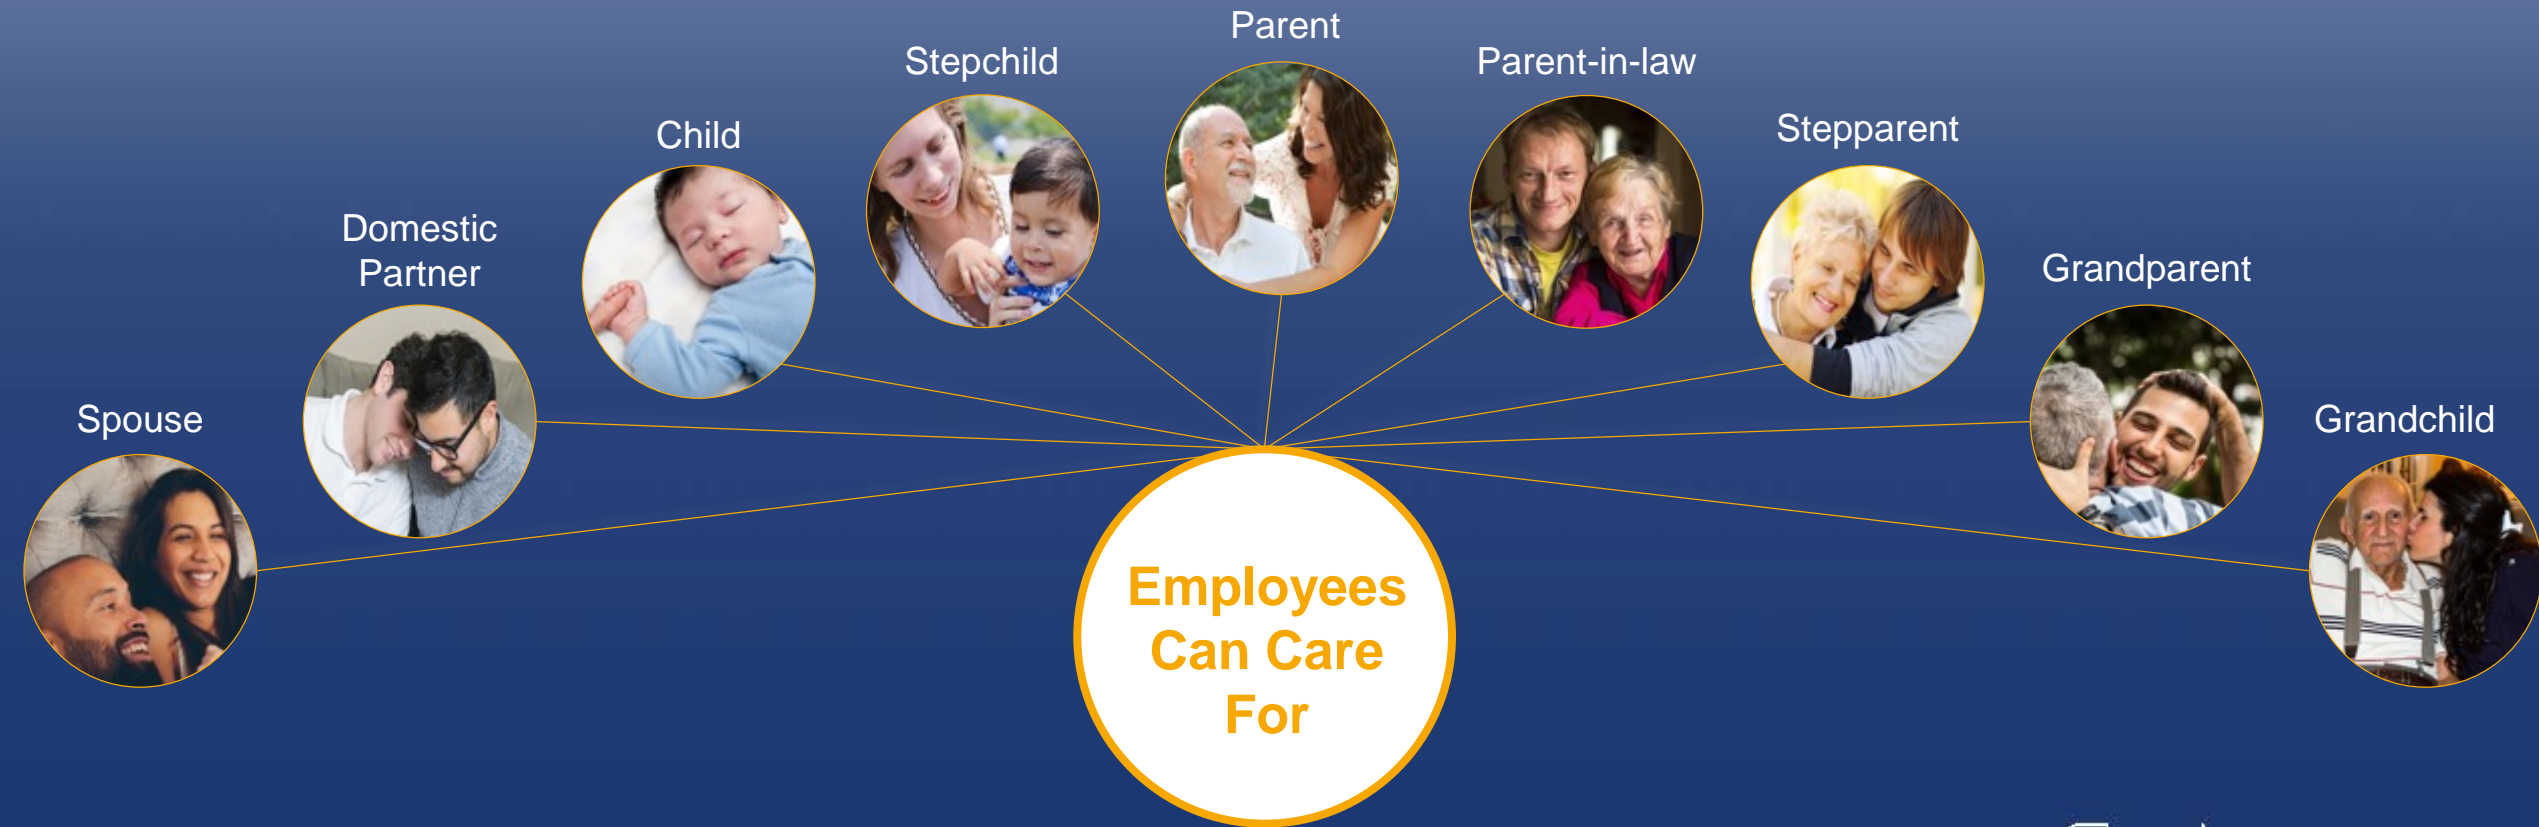 Parent
Stepchild
Parent-in-law
Child
Stepparent
Domestic
Partner
Grandparent
Spouse
Grandchild
Employees
Can Care
For